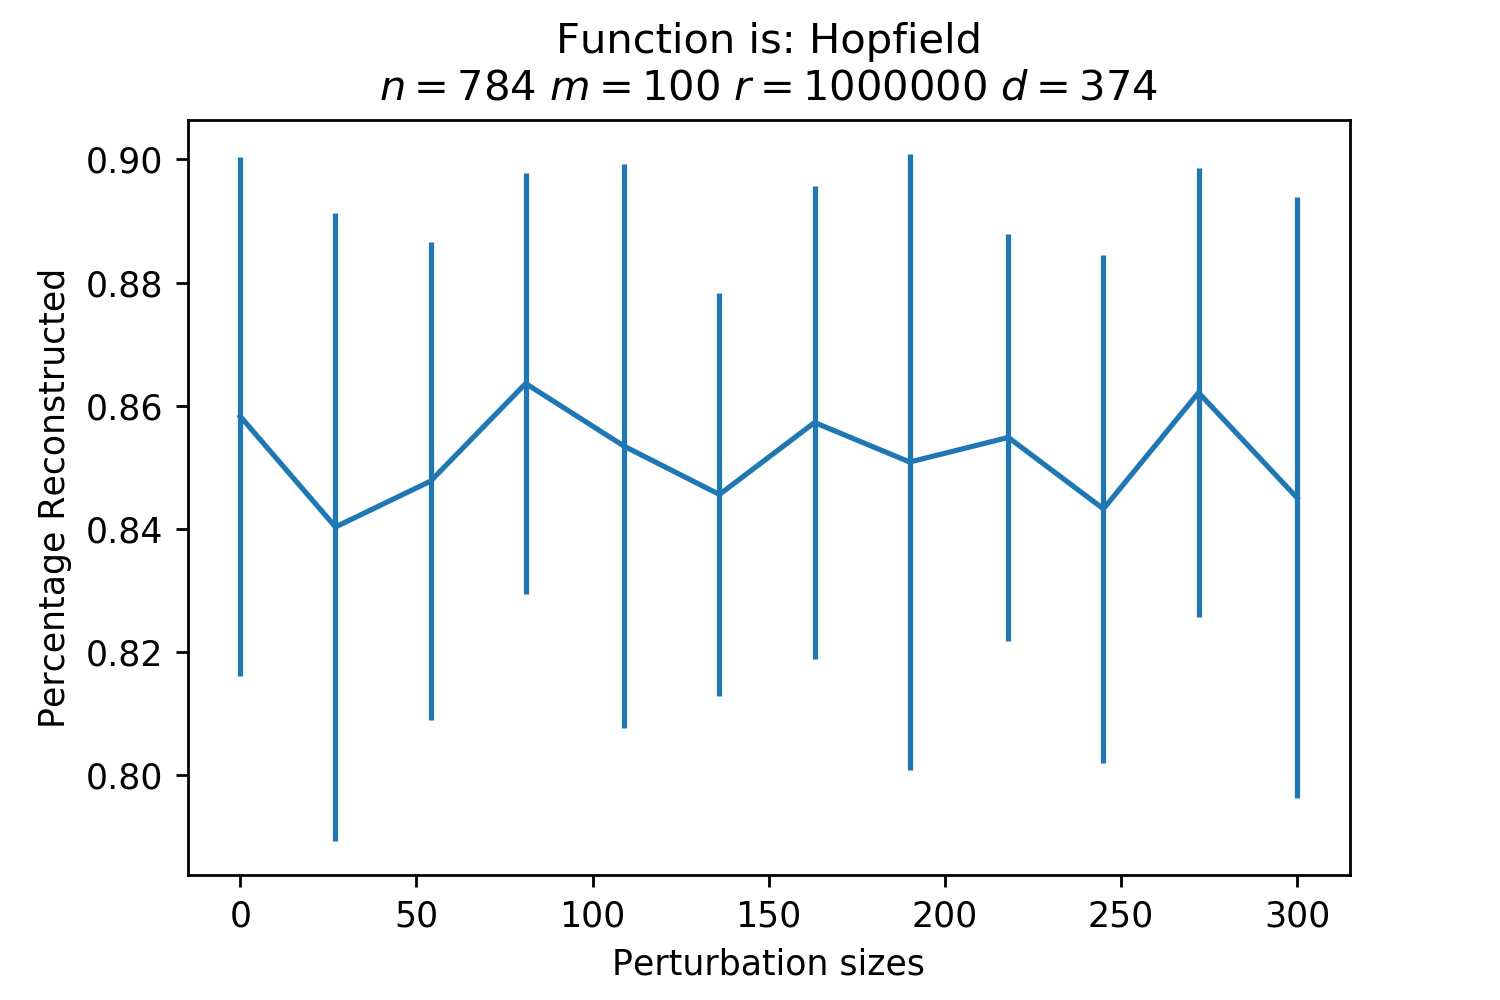 Function is: Hopfield
n = 784 m = 100 r = 1000000 d = 374
Percentage Reconstructed
0.90
0.88
0.86
0.84
0.82
0.80
0 50 100 150 200 250 300
Perturbation sizes